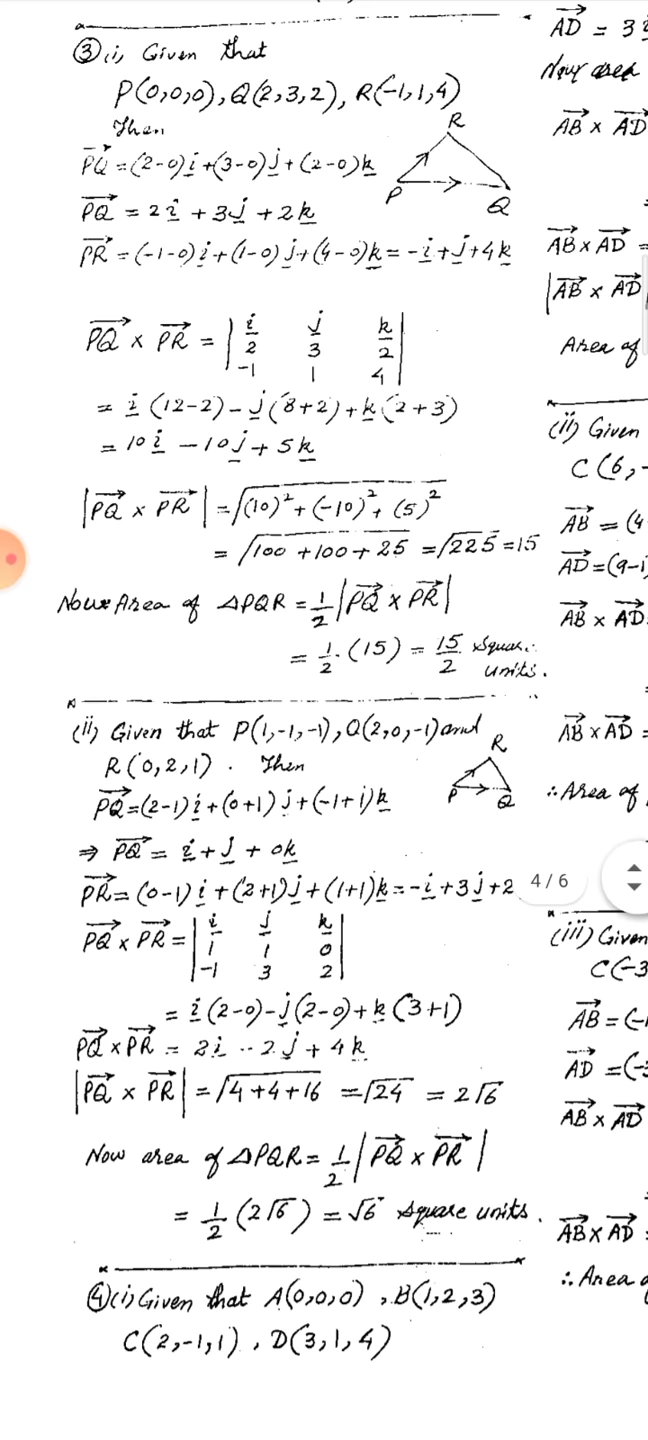 ③(i) Given that
P(0,0,0), Q(2,3,2), R(-1,1,4)
Then
R
P
Q
PQ = (2-0)i + (3-0)j + (2-0)k
PQ = 2i + 3j + 2k
PR = (-1-0)i + (1-0)j + (4-0)k = -i + j + 4k
PQ × PR = | i j k
2 3 2
-1 1 4 |
= i (12-2) - j (8+2) + k (2+3)
= 10i - 10j + 5k
|PQ × PR| = √(10)² + (-10)² + (5)²
= √100 + 100 + 25 = √225 = 15
Now Area of ΔPQR = 1/2 |PQ × PR|
= 1/2 . (15) = 15/2 square
units.
(ii) Given that P(1,-1,-1), Q(2,0,-1) and
R(0,2,1). Then
R
P
Q
PQ = (2-1)i + (0+1)j + (-1+1)k
⇒ PQ = i + j + 0k
PR = (0-1)i + (2+1)j + (1+1)k = -i + 3j + 2
PQ × PR = | i j k
1 1 0
-1 3 2 |
= i (2-0) - j (2-0) + k (3+1)
PQ × PR = 2i - 2j + 4k
|PQ × PR| = √4+4+16 = √24 = 2√6
Now area of ΔPQR = 1/2 |PQ × PR|
= 1/2 (2√6) = √6 square units.
④(i) Given that A(0,0,0), B(1,2,3)
C(2,-1,1), D(3,1,4)
AD = 3i
Now area
AB × AD
=
AB × AD =
|AB × AD
Area of
(ii) Given
C(6,-
AB = (4-
AD = (9-1
AB × AD
=
AB × AD =
∴ Area of
4/6
(iii) Given
C(-3
AB = (-
AD = (-
AB × AD
AB × AD =
∴ Area o